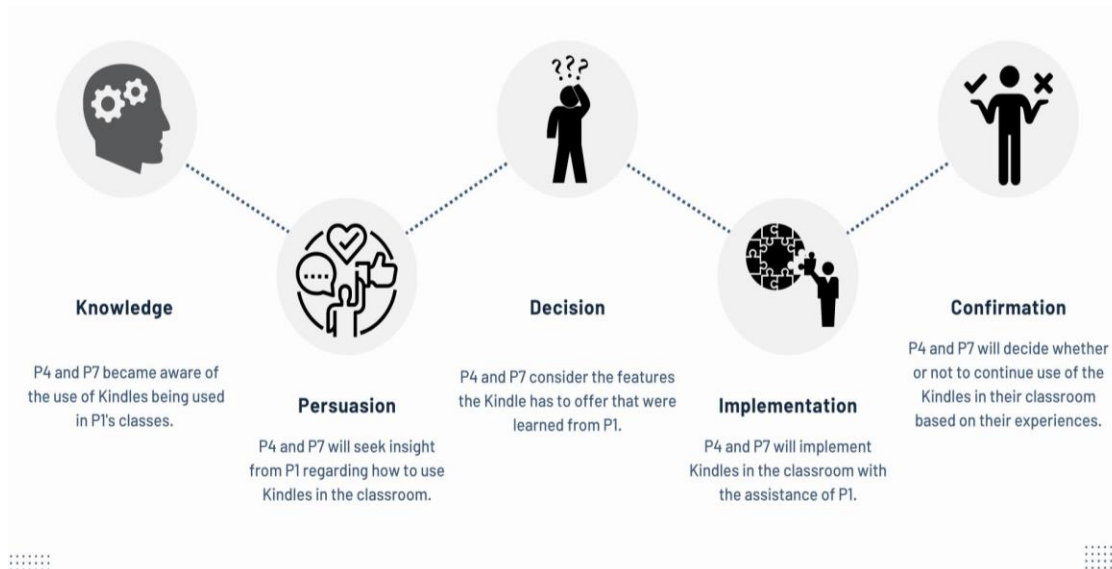 ???
Knowledge
P4 and P7 became aware of
the use of Kindles being used
in P1's classes.
Persuasion
P4 and P7 will seek insight
from P1 regarding how to use
Kindles in the classroom.
Decision
P4 and P7 consider the features
the Kindle has to offer that were
learned from P1.
Implementation
P4 and P7 will implement
Kindles in the classroom with
the assistance of P1.
Confirmation
P4 and P7 will decide whether
or not to continue use of the
Kindles in their classroom
based on their experiences.